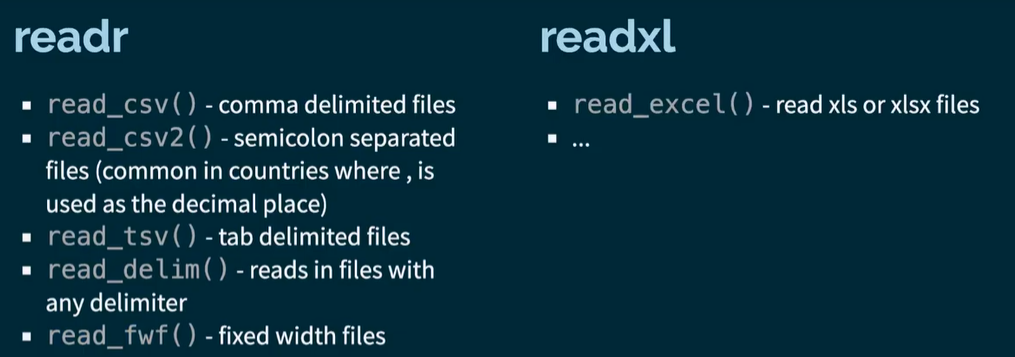 readr
▪ read_csv() - comma delimited files
▪ read_csv2() - semicolon separated
files (common in countries where , is
used as the decimal place)
▪ read_tsv() - tab delimited files
▪ read_delim() - reads in files with
any delimiter
▪ read_fwf() - fixed width files
readxl
▪ read_excel() - read xls or xlsx files
▪ ...